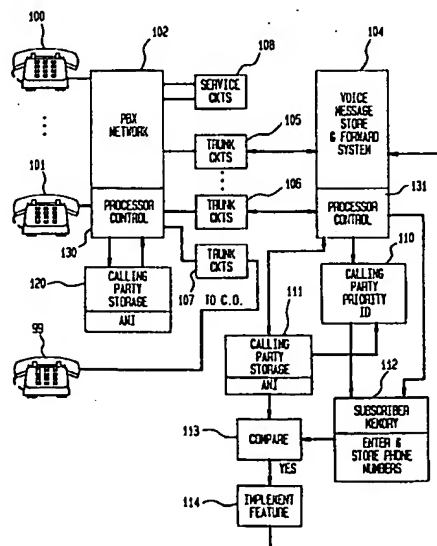 100
102
108
104
SERVICE
CKTS
PBX
NETWORK
VOICE
MESSAGE
STORE
& FORWARD
SYSTEM
105
TRUNK
CKTS
101
106
131
PROCESSOR
CONTROL
TRUNK
CKTS
PROCESSOR
CONTROL
130
110
120
CALLING
PARTY
STORAGE
ANI
TRUNK
CKTS
107
TO C.O.
111
CALLING
PARTY
PRIORITY
ID
99
CALLING
PARTY
STORAGE
ANI
112
SUBSCRIBER
MEMORY
ENTER &
STORE PHONE
NUMBERS
113
COMPARE
YES
114
IMPLEMENT
FEATURE